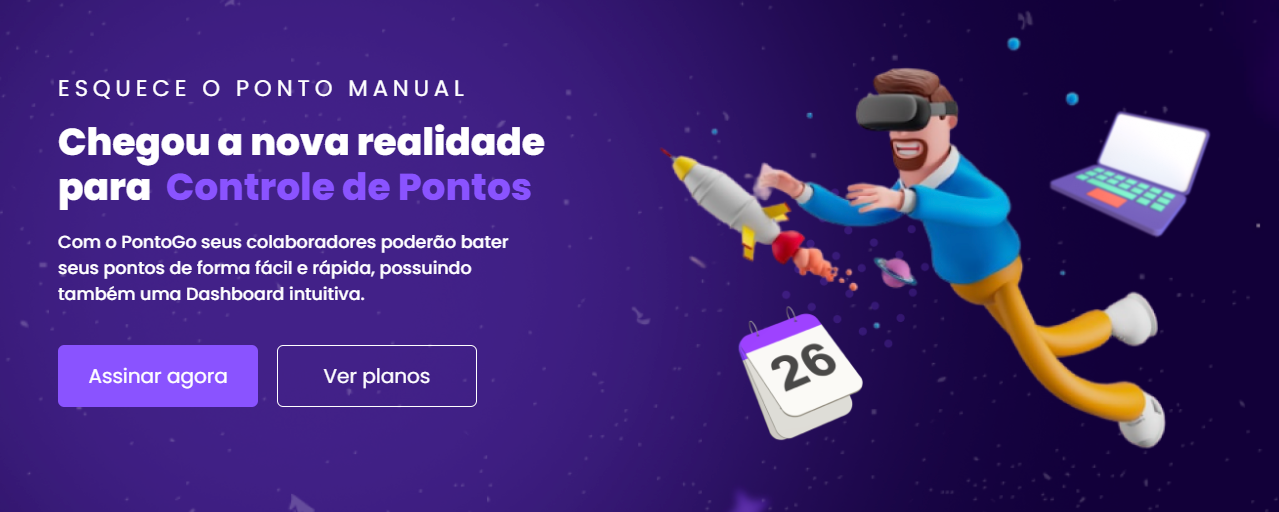 ESQUECE O PONTO MANUAL
Chegou a nova realidade
para Controle de Pontos
Com o PontoGo seus colaboradores poderão bater
seus pontos de forma fácil e rápida, possuindo
também uma Dashboard intuitiva.
Assinar agora
Ver planos
26